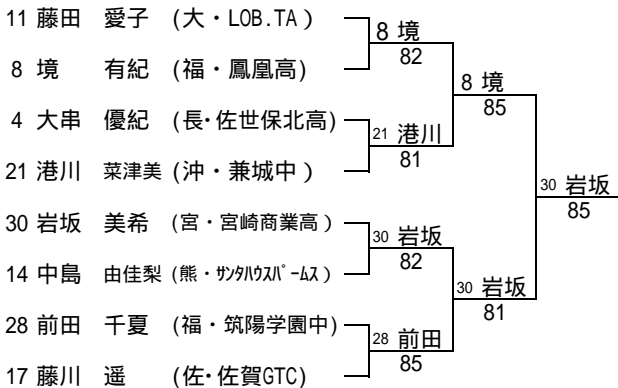 11 藤田 愛子 (大・LOB.TA)
8 境 有紀 (福・鳳凰高)
4 大串 優紀 (長・佐世保北高)
21 港川 菜津美 (沖・兼城中)
30 岩坂 美希 (宮・宮崎商業高)
14 中島 由佳梨 (熊・ｻﾝﾀﾊｳｽﾊﾟｰﾑｽ)
28 前田 千夏 (福・筑陽学園中)
17 藤川 遥 (佐・佐賀GTC)
8 境
82
21 港川
81
30 岩坂
82
28 前田
85
8 境
85
30 岩坂
81
30 岩坂
85